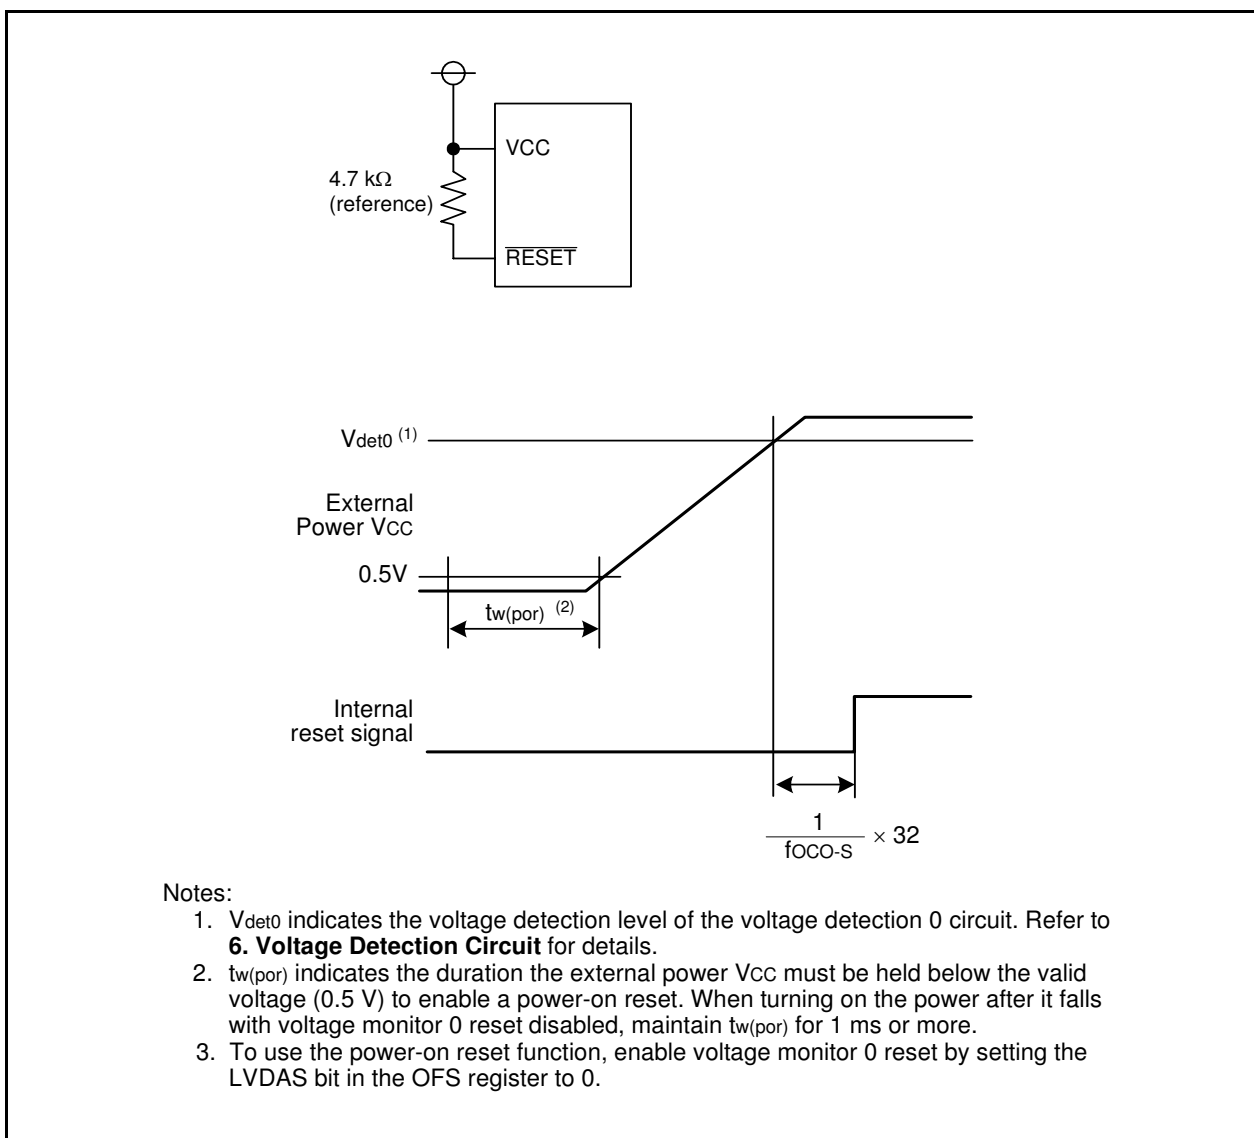 VCC
4.7 kΩ
(reference)
RESET
Vdet0 (1)
External
Power VCC
0.5V
tw(por) (2)
Internal
reset signal
1
fOCO-S
× 32
Notes:
1. Vdet0 indicates the voltage detection level of the voltage detection 0 circuit. Refer to
6. Voltage Detection Circuit for details.
2. tw(por) indicates the duration the external power VCC must be held below the valid
voltage (0.5 V) to enable a power-on reset. When turning on the power after it falls
with voltage monitor 0 reset disabled, maintain tw(por) for 1 ms or more.
3. To use the power-on reset function, enable voltage monitor 0 reset by setting the
LVDAS bit in the OFS register to 0.